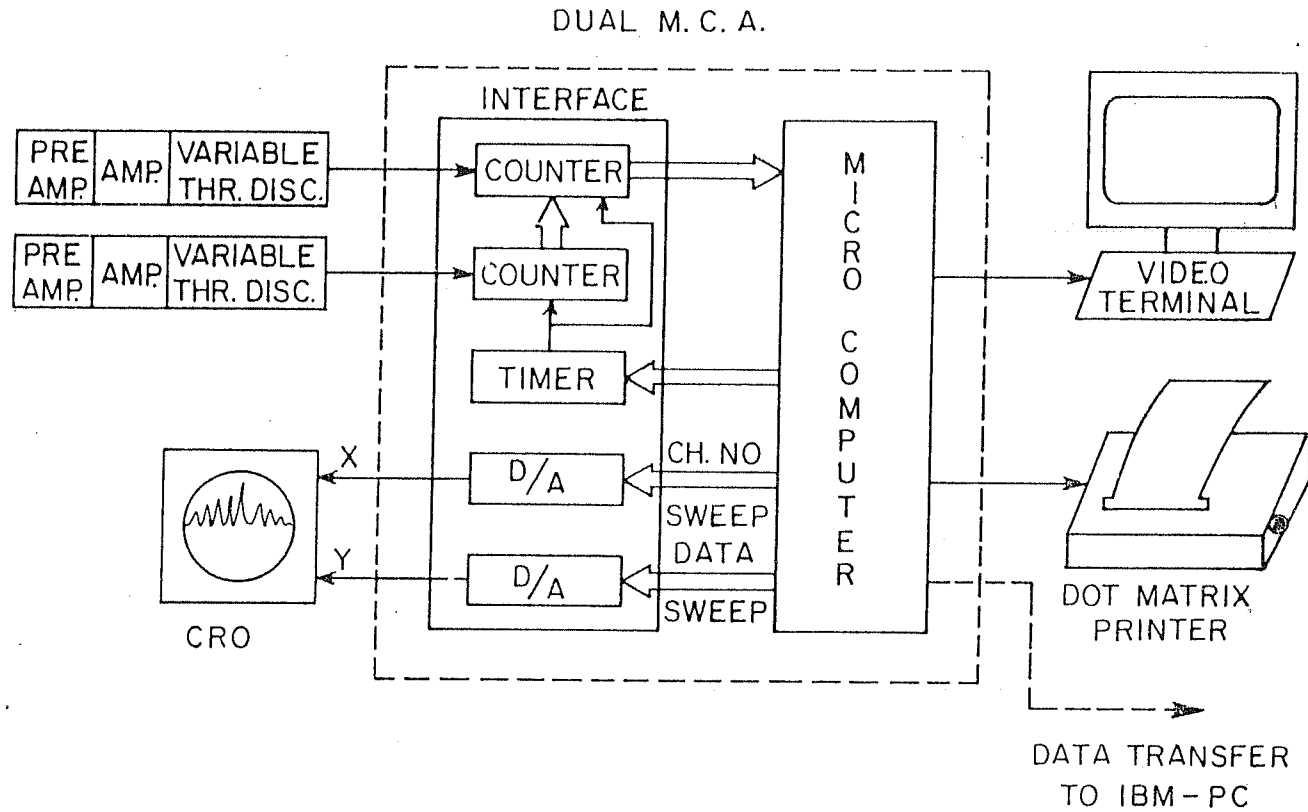 DUAL M. C. A.
INTERFACE
PRE
AMP.
AMP.
VARIABLE
THR. DISC.
COUNTER
PRE
AMP.
AMP.
VARIABLE
THR. DISC.
COUNTER
TIMER
MICRO COMPUTER
VIDEO
TERMINAL
X
D/A
CH. NO
SWEEP
Y
D/A
DATA
SWEEP
CRO
DOT MATRIX
PRINTER
DATA TRANSFER
TO IBM-PC